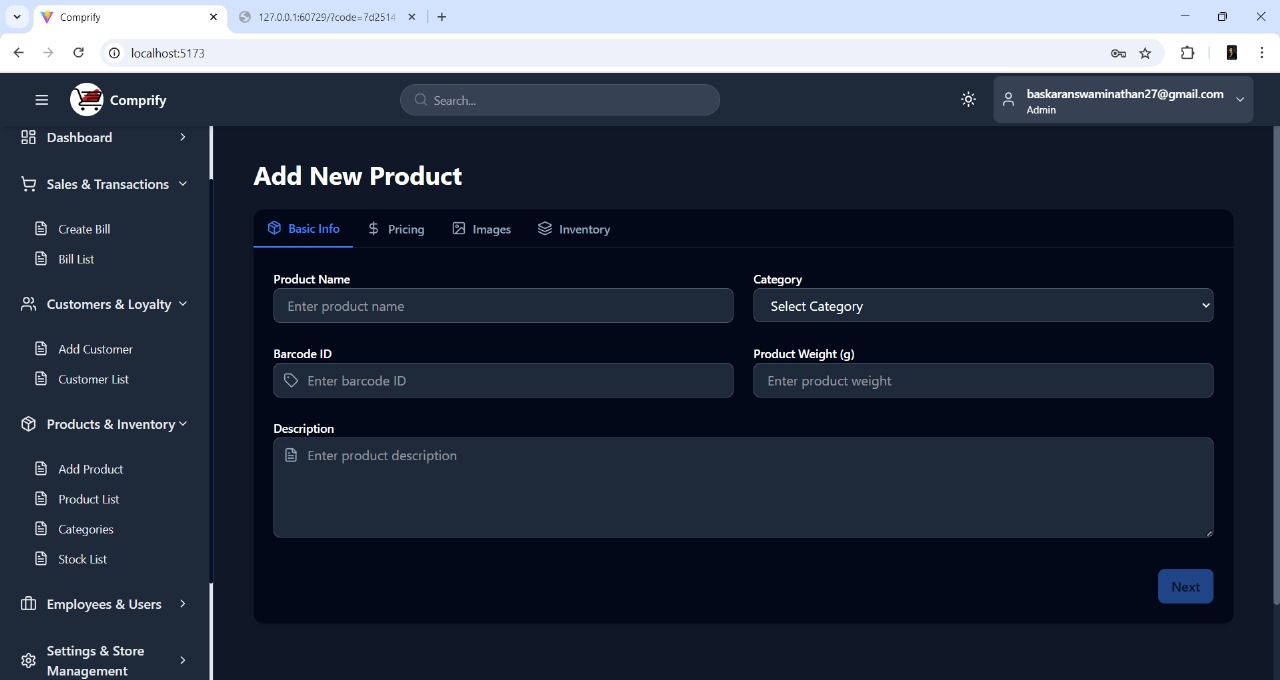 Comprify
127.0.0.1:60729/?code=7d2514
localhost:5173
Comprify
Search...
baskaranswaminathan27@gmail.com
Admin
Dashboard
Sales & Transactions
Create Bill
Bill List
Customers & Loyalty
Add Customer
Customer List
Products & Inventory
Add Product
Product List
Categories
Stock List
Employees & Users
Settings & Store
Management
Add New Product
Basic Info
Pricing
Images
Inventory
Product Name
Enter product name
Category
Select Category
Barcode ID
Enter barcode ID
Product Weight (g)
Enter product weight
Description
Enter product description
Next